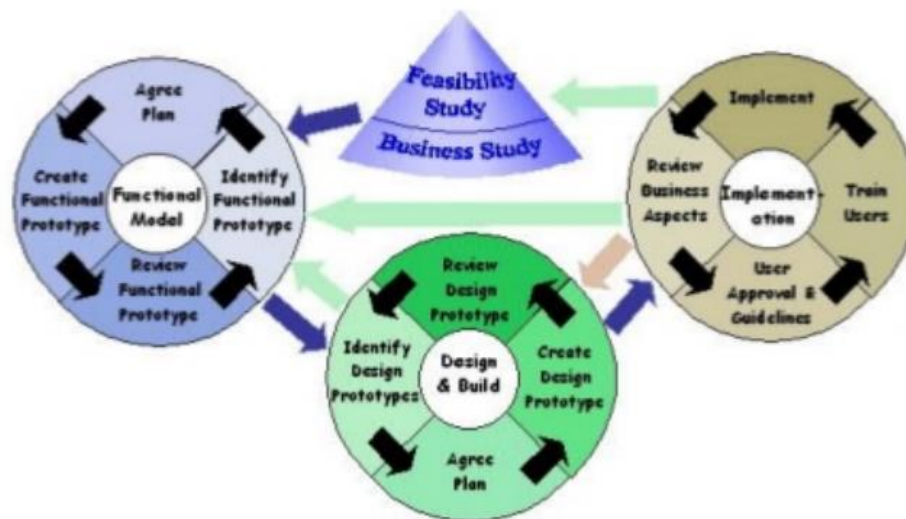 Feasibility
Study
Business Study
Agree
Plan
Create
Functional
Prototype
Functional
Model
Identify
Functional
Prototype
Review
Functional
Prototype
Review
Design
Prototype
Identify
Design
Prototypes
Design
& Build
Create
Design
Prototype
Agree
Plan
Implement
Review
Business
Aspects
Implement-
ation
Train
Users
User
Approval &
Guidelines